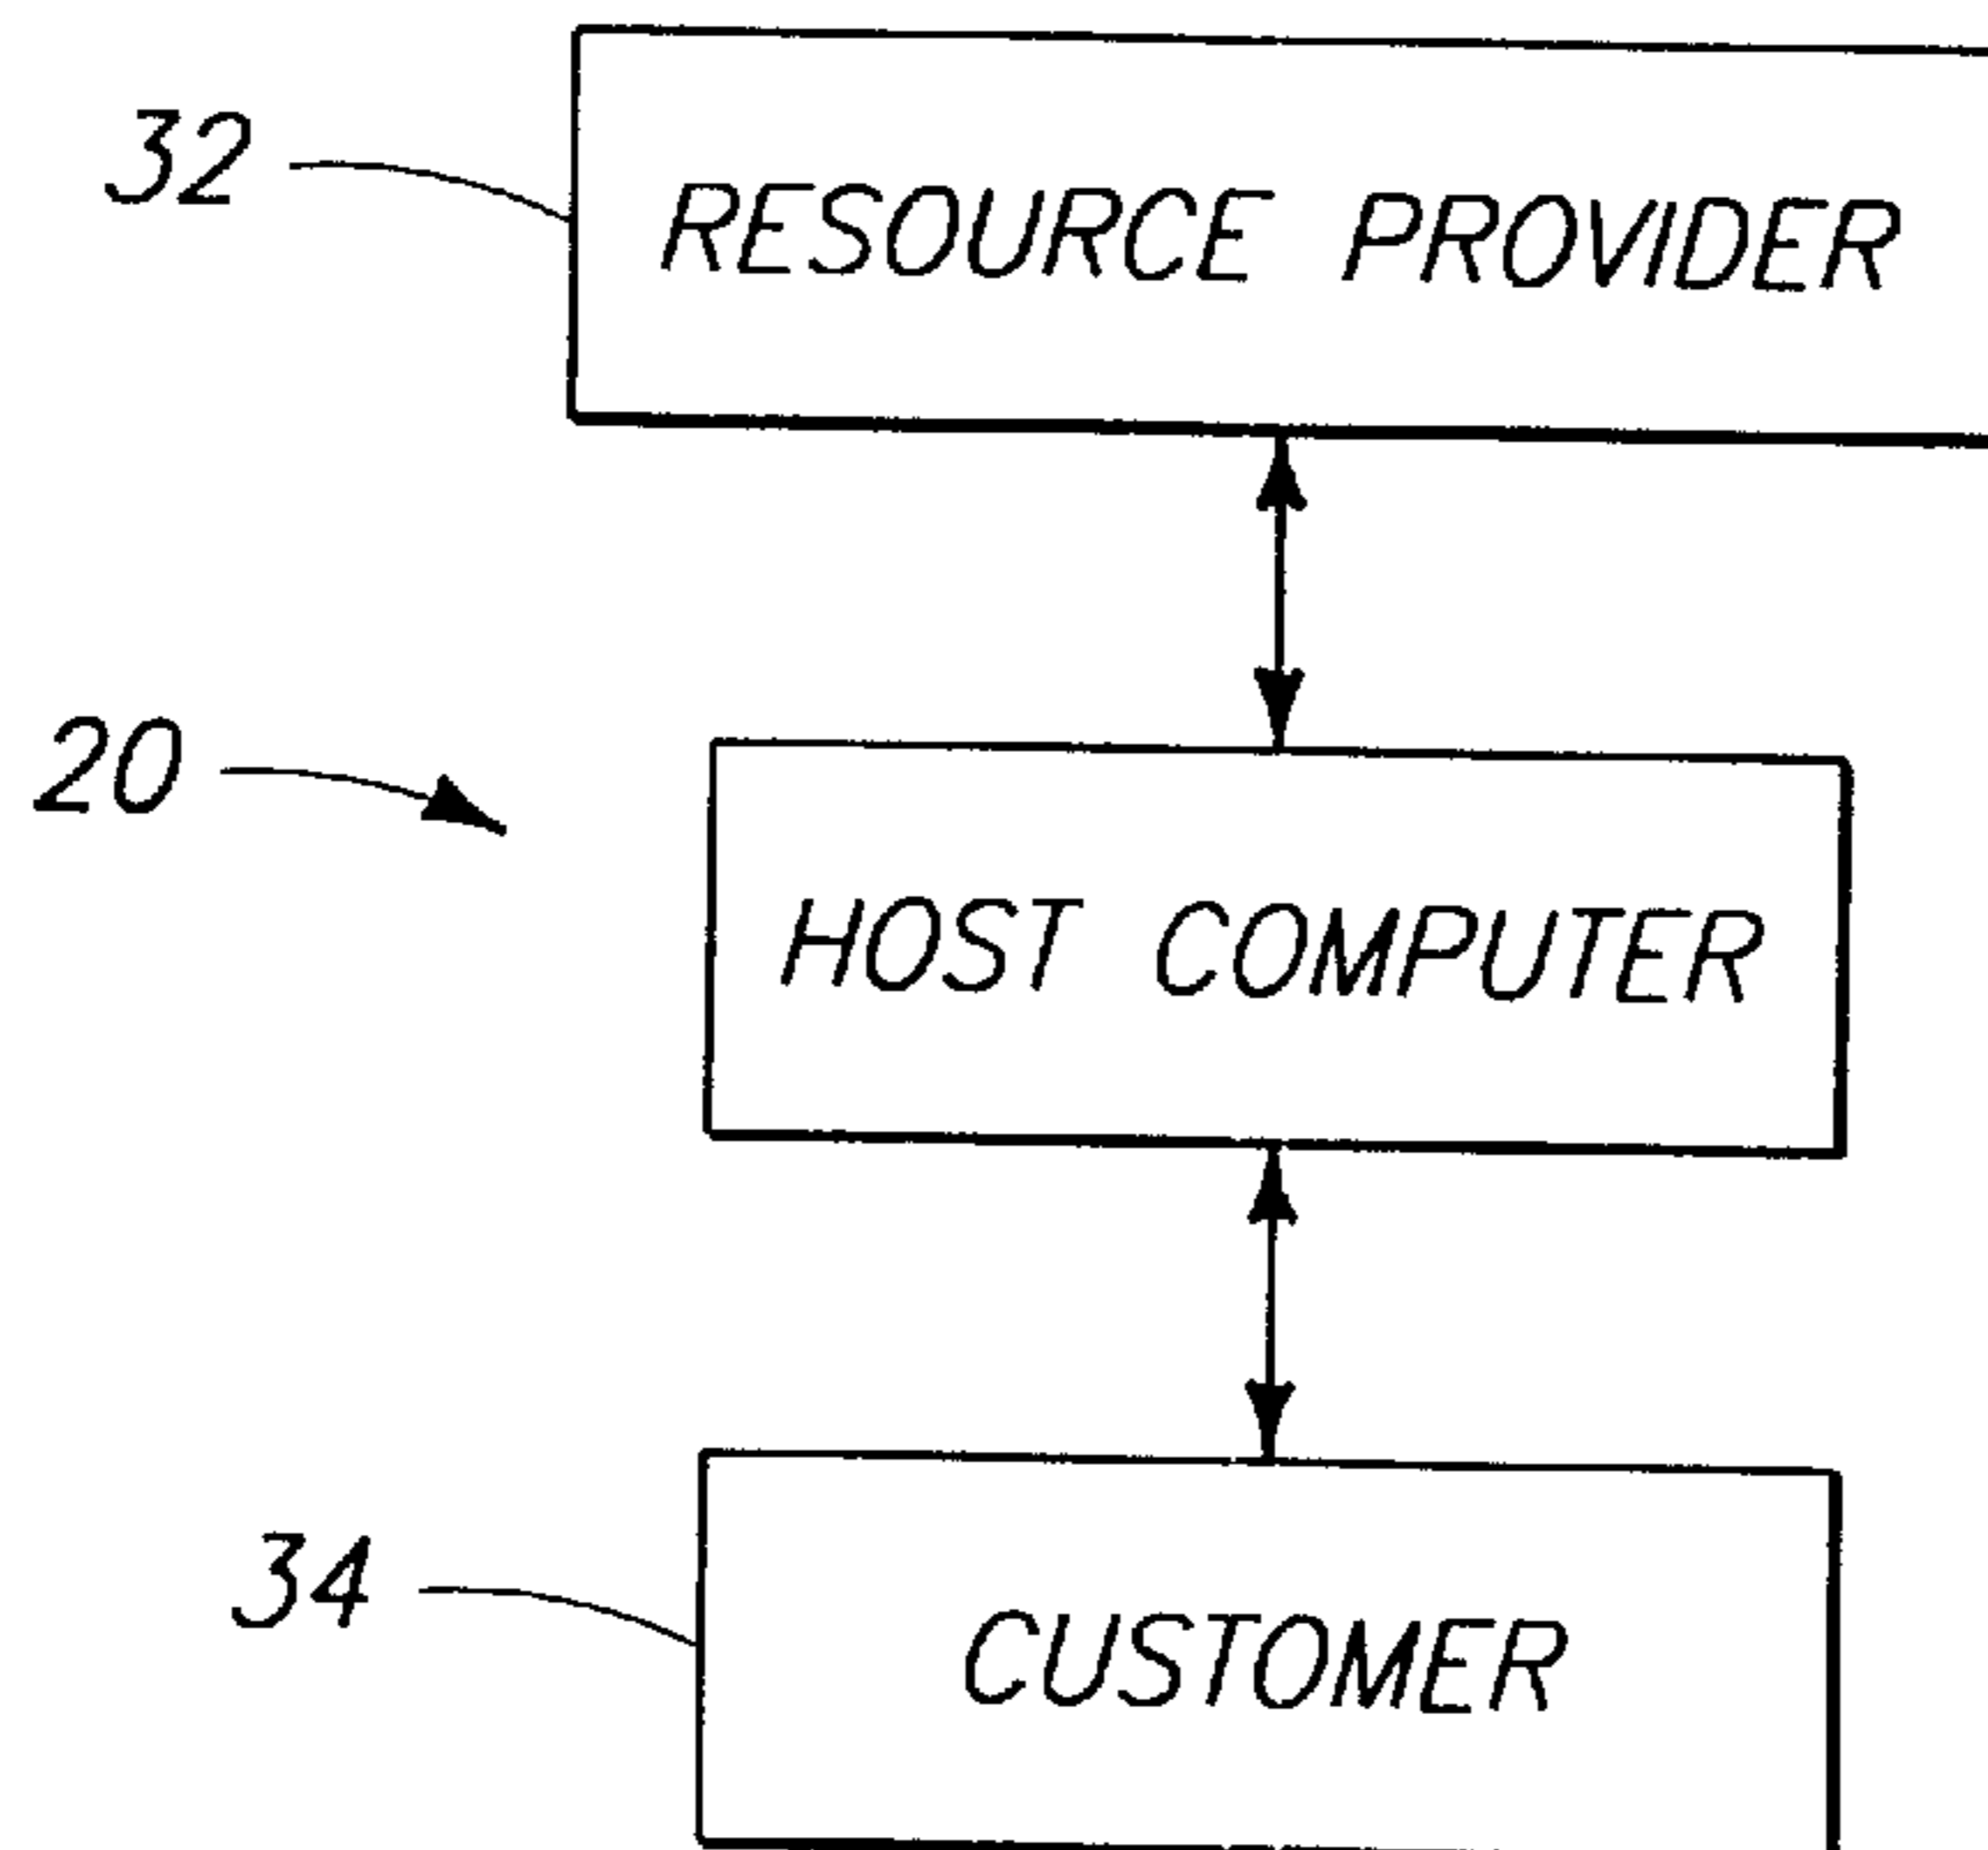 32
RESOURCE PROVIDER
20
HOST COMPUTER
34
CUSTOMER